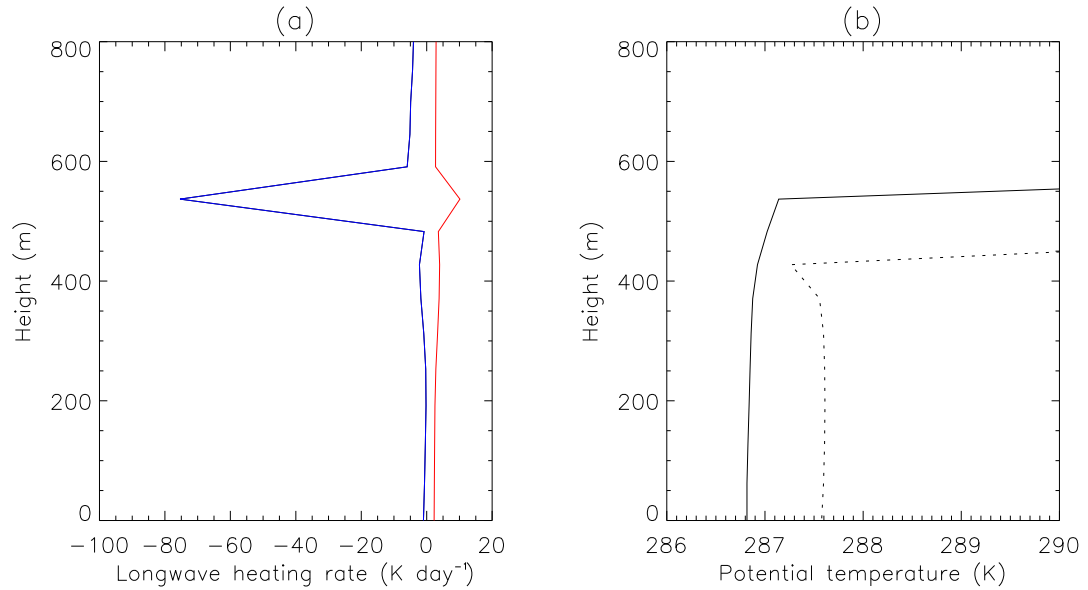 (a)
800
600
400
200
0
Height (m)
-100 -80 -60 -40 -20 0 20
Longwave heating rate (K day⁻¹)
(b)
800
600
400
200
0
Height (m)
286 287 288 289 290
Potential temperature (K)